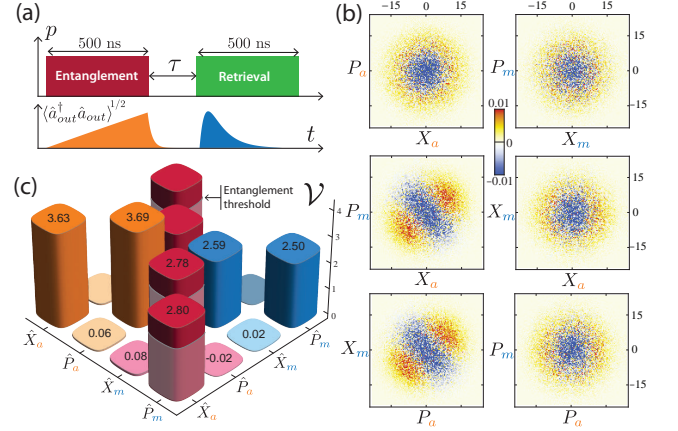 (a)
p
500 ns
500 ns
Entanglement
τ
Retrieval
⟨â†out âout⟩1/2
t
(c)
Entanglement threshold
𝒱
3.63
3.69
2.59
2.50
2.78
2.80
0.06
0.08
-0.02
0.02
4
3
2
1
0
X̂a
P̂a
X̂m
P̂m
X̂a
P̂a
X̂m
P̂m
(b)
−15 0 15
−15 0 15
Pa
Pm
15
0
−15
0.01
0
−0.01
Xa
Xm
Pm
Xm
15
0
−15
Xa
Xa
Xm
Pm
15
0
−15
Pa
Pa